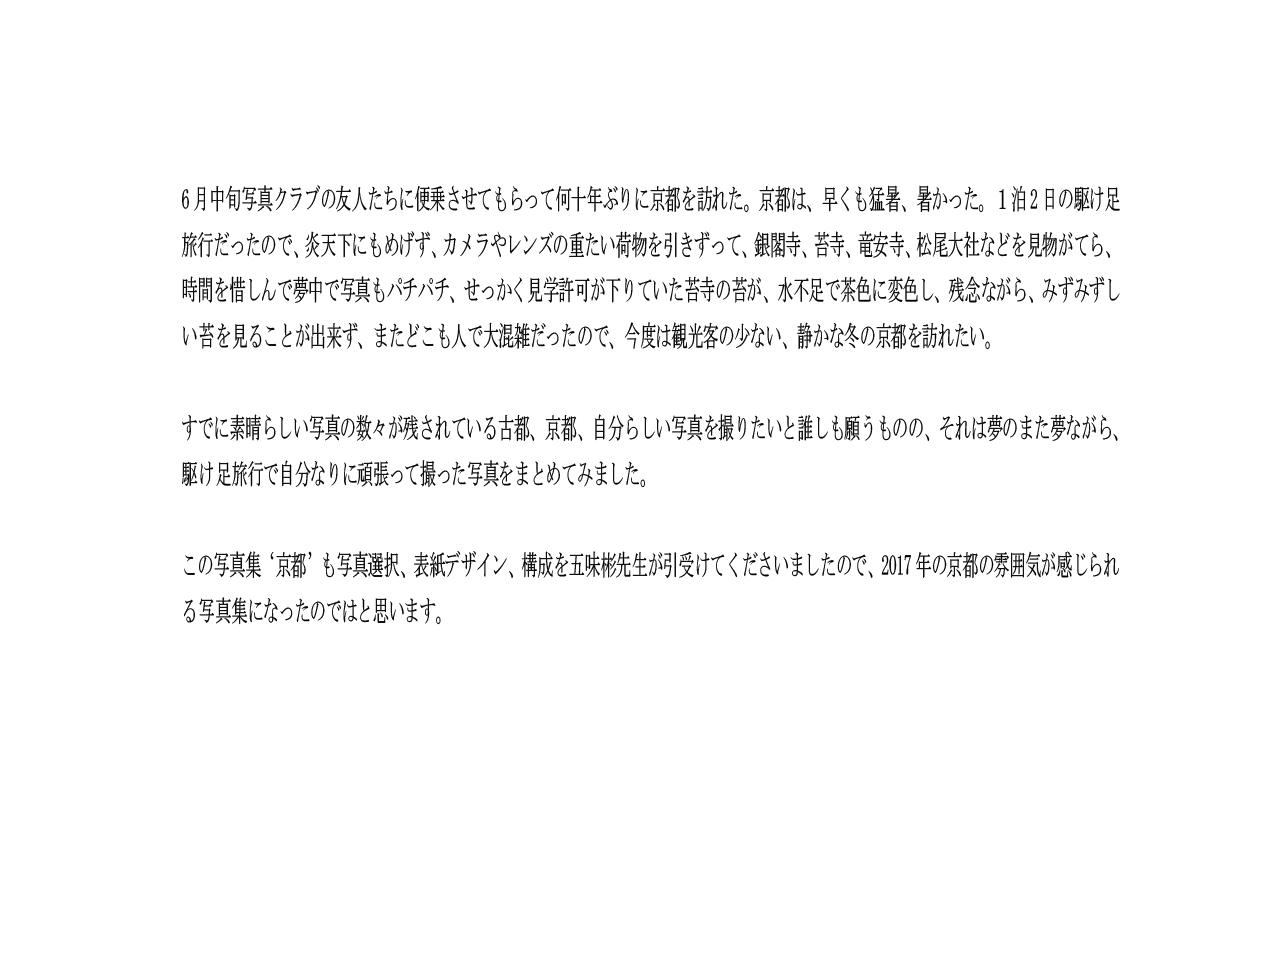 6月中旬写真クラブの友人たちに便乗させてもらって何十年ぶりに京都を訪れた。京都は、早くも猛暑、暑かった。1泊2日の駆け足
旅行だったので、炎天下にもめげず、カメラやレンズの重たい荷物を引きずって、銀閣寺、苔寺、竜安寺、松尾大社などを見物がてら、
時間を惜しんで夢中で写真もパチパチ、せっかく見学許可が下りていた苔寺の苔が、水不足で茶色に変色し、残念ながら、みずみずし
い苔を見ることが出来ず、またどこも人で大混雑だったので、今度は観光客の少ない、静かな冬の京都を訪れたい。
すでに素晴らしい写真の数々が残されている古都、京都、自分らしい写真を撮りたいと誰しも願うものの、それは夢のまた夢ながら、
駆け足旅行で自分なりに頑張って撮った写真をまとめてみました。
この写真集‘京都’も写真選択、表紙デザイン、構成を五味彬先生が引受けてくださいましたので、2017年の京都の雰囲気が感じられ
る写真集になったのではと思います。